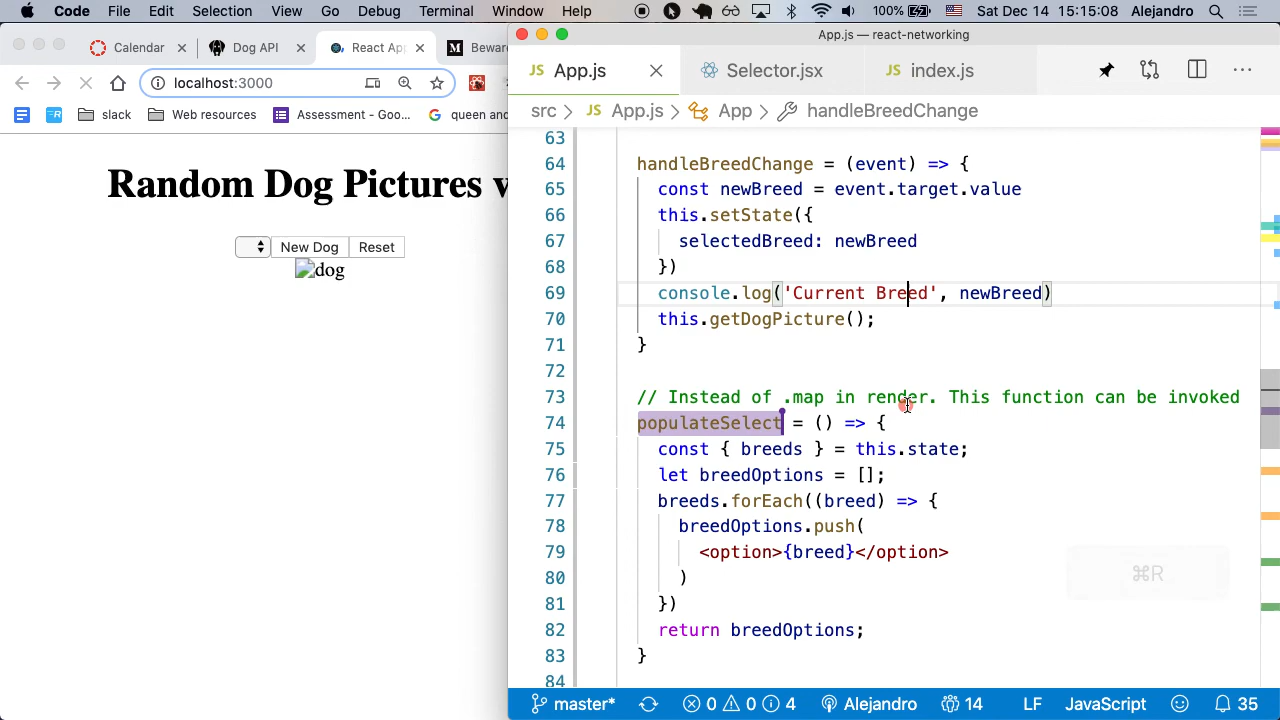 Code File Edit Selection View Go Debug Terminal Window Help 100% Sat Dec 14 15:15:08 Alejandro
Calendar Dog API React Ap Bewar
App.js — react-networking
JS App.js Selector.jsx JS index.js
localhost:3000
src JS App.js App handleBreedChange
slack Web resources Assessment - Goo... queen an
63
64 handleBreedChange = (event) => {
65 const newBreed = event.target.value
66 this.setState({
67 selectedBreed: newBreed
68 })
69 console.log('Current Breed', newBreed)
70 this.getDogPicture();
71 }
72
73 // Instead of .map in render. This function can be invoked
74 populateSelect = () => {
75 const { breeds } = this.state;
76 let breedOptions = [];
77 breeds.forEach((breed) => {
78 breedOptions.push(
79 <option>{breed}</option>
80 )
81 })
82 return breedOptions;
83 }
84
Random Dog Pictures
New Dog Reset
dog
⌘R
master* 0 0 4 Alejandro 14 LF JavaScript 35